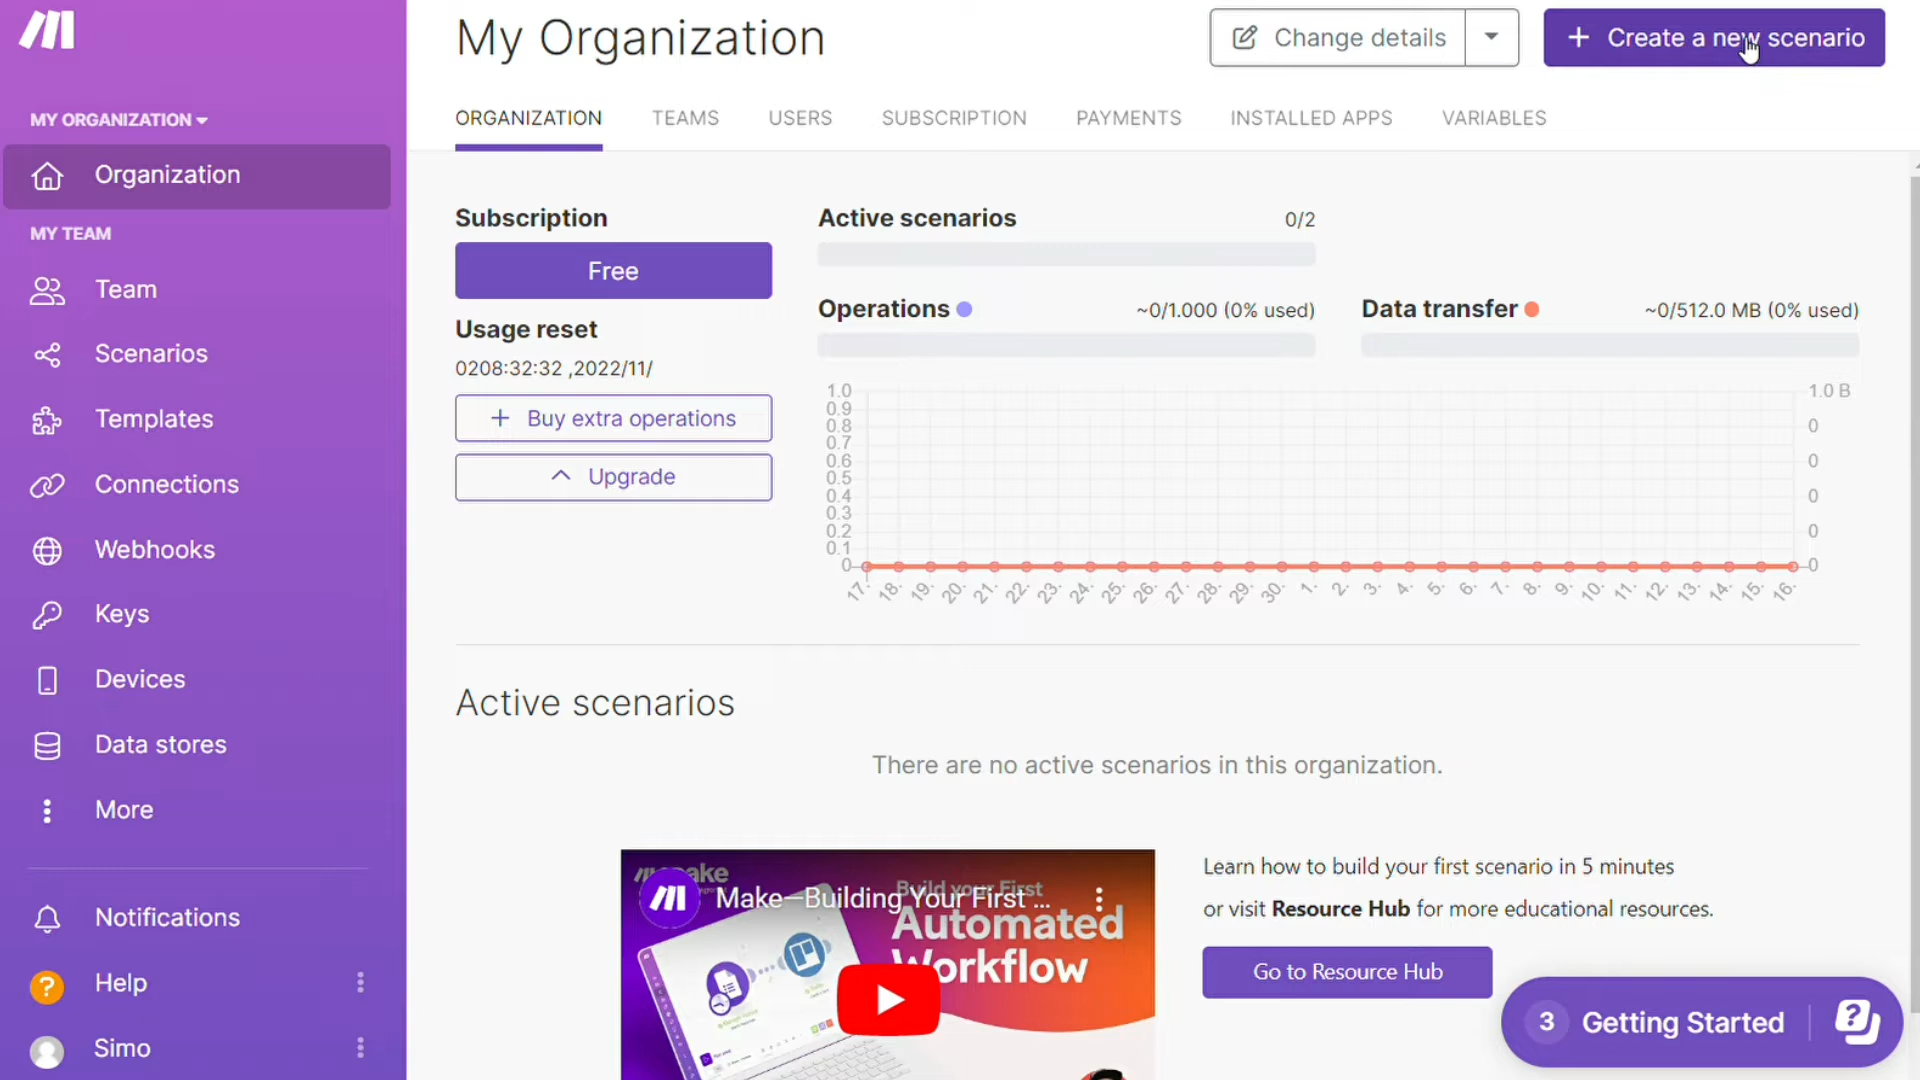 My Organization
Change details
+ Create a new scenario
MY ORGANIZATION
Organization
MY TEAM
Team
Scenarios
Templates
Connections
Webhooks
Keys
Devices
Data stores
More
Notifications
Help
Simo
ORGANIZATION TEAMS USERS SUBSCRIPTION PAYMENTS INSTALLED APPS VARIABLES
Subscription
Free
Usage reset
0208:32:32 ,2022/11/
+ Buy extra operations
Upgrade
Active scenarios 0/2
Operations ~0/1.000 (0% used)
Data transfer ~0/512.0 MB (0% used)
1.0
0.9
0.8
0.7
0.6
0.5
0.4
0.3
0.2
0.1
0
1.0 B
0
0
0
0
0
17. 18. 19. 20. 21. 22. 23. 24. 25. 26. 27. 28. 29. 30. 1. 2. 3. 4. 5. 6. 7. 8. 9. 10. 11. 12. 13. 14. 15. 16.
Active scenarios
There are no active scenarios in this organization.
make
Make—Building Your First ...
Build your First
Automated
Workflow
Learn how to build your first scenario in 5 minutes
or visit Resource Hub for more educational resources.
Go to Resource Hub
3 Getting Started